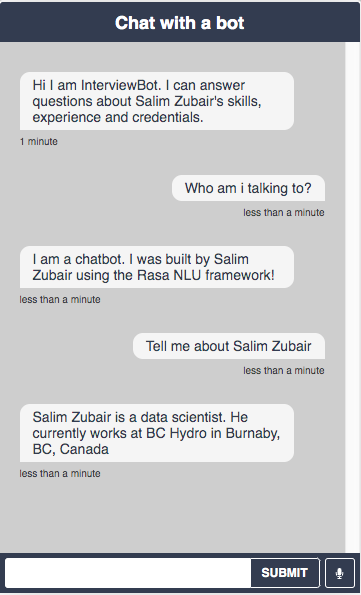 Chat with a bot
Hi I am InterviewBot. I can answer
questions about Salim Zubair's skills,
experience and credentials.
1 minute
Who am i talking to?
less than a minute
I am a chatbot. I was built by Salim
Zubair using the Rasa NLU framework!
less than a minute
Tell me about Salim Zubair
less than a minute
Salim Zubair is a data scientist. He
currently works at BC Hydro in Burnaby,
BC, Canada
less than a minute
SUBMIT